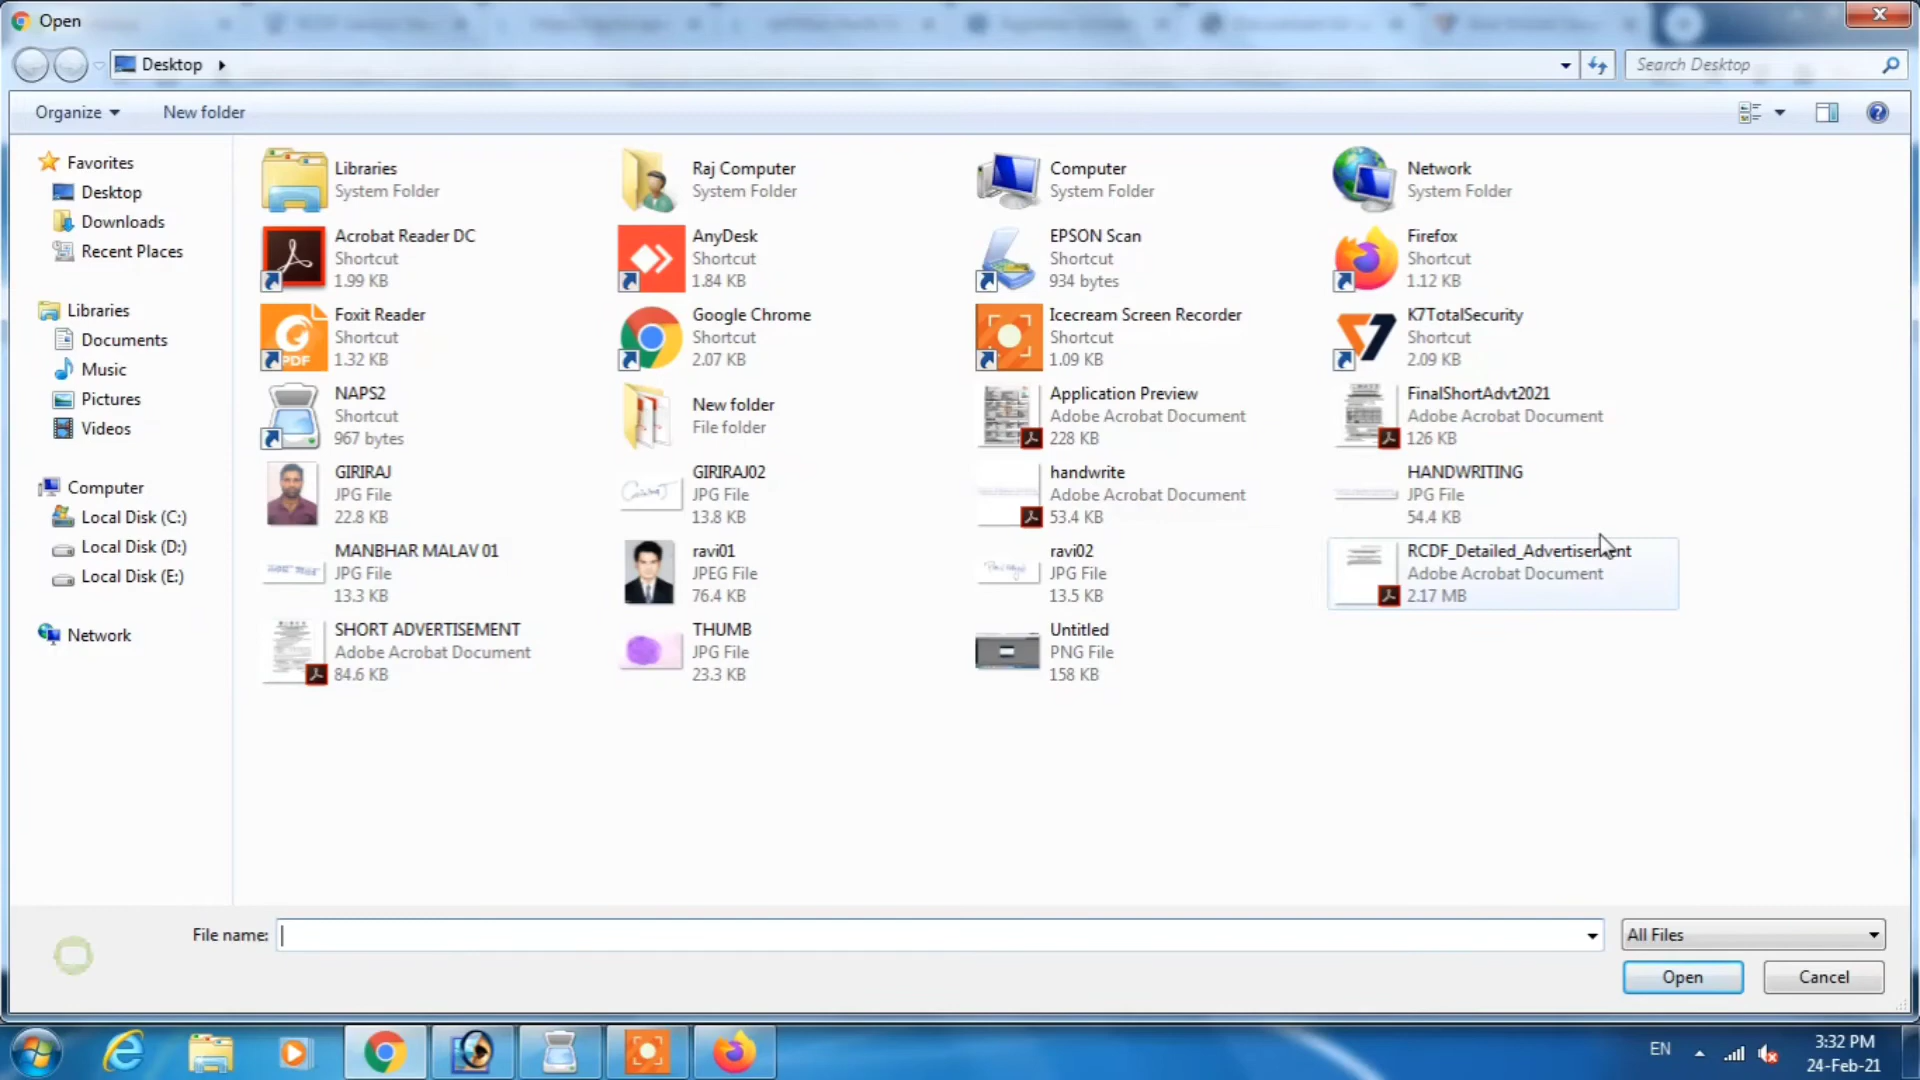 Open
Desktop
Search Desktop
Organize
New folder
Favorites
Desktop
Downloads
Recent Places
Libraries
Documents
Music
Pictures
Videos
Computer
Local Disk (C:)
Local Disk (D:)
Local Disk (E:)
Network
Libraries
System Folder
Raj Computer
System Folder
Computer
System Folder
Network
System Folder
Acrobat Reader DC
Shortcut
1.99 KB
AnyDesk
Shortcut
1.84 KB
EPSON Scan
Shortcut
934 bytes
Firefox
Shortcut
1.12 KB
Foxit Reader
Shortcut
1.32 KB
PDF
Google Chrome
Shortcut
2.07 KB
Icecream Screen Recorder
Shortcut
1.09 KB
K7TotalSecurity
Shortcut
2.09 KB
NAPS2
Shortcut
967 bytes
New folder
File folder
Application Preview
Adobe Acrobat Document
228 KB
FinalShortAdvt2021
Adobe Acrobat Document
126 KB
GIRIRAJ
JPG File
22.8 KB
GIRIRAJ02
JPG File
13.8 KB
handwrite
Adobe Acrobat Document
53.4 KB
HANDWRITING
JPG File
54.4 KB
MANBHAR MALAV 01
JPG File
13.3 KB
ravi01
JPEG File
76.4 KB
ravi02
JPG File
13.5 KB
RCDF_Detailed_Advertisement
Adobe Acrobat Document
2.17 MB
SHORT ADVERTISEMENT
Adobe Acrobat Document
84.6 KB
THUMB
JPG File
23.3 KB
Untitled
PNG File
158 KB
File name:
All Files
Open
Cancel
EN
3:32 PM
24-Feb-21